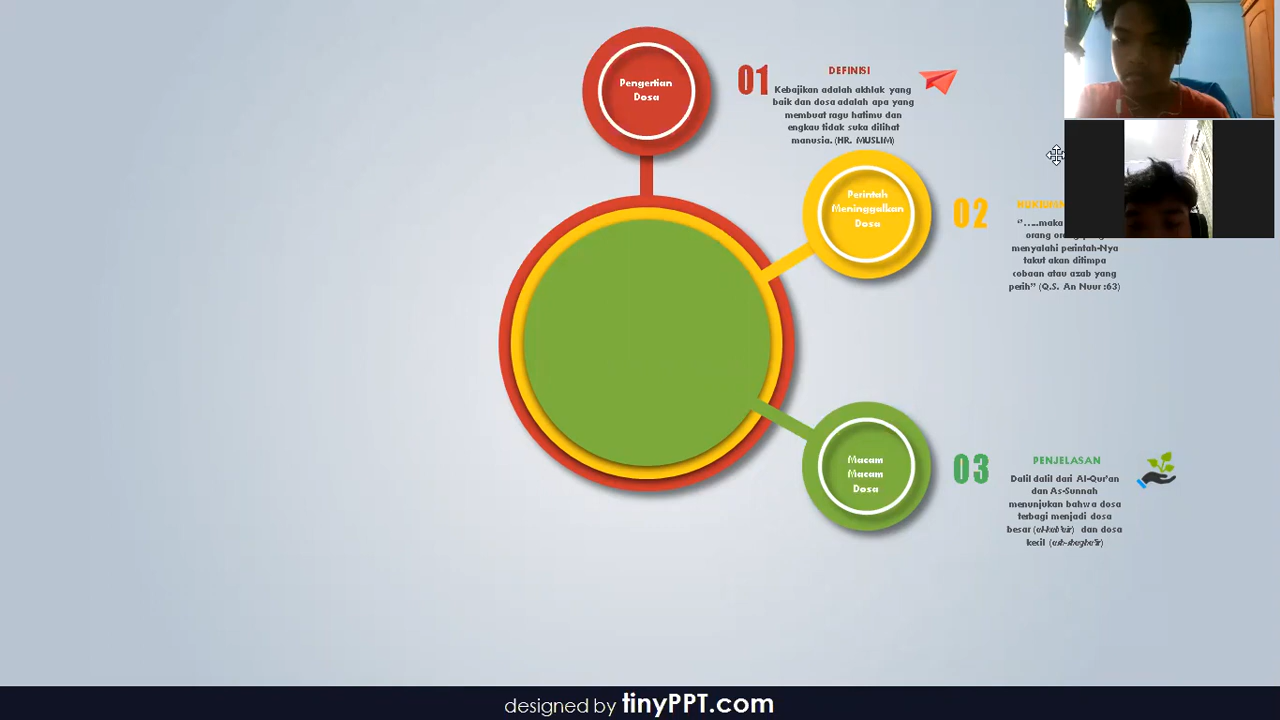 Pengertian
Dosa
01
DEFINISI
Kebajikan adalah akhlak yang
baik dan dosa adalah apa yang
membuat ragu hatimu dan
engkau tidak suka dilihat
manusia. (HR. MUSLIM)
Perintah
Meninggalkan
Dosa
02
"....maka
orang
menyalahi perintah-Nya
takut akan ditimpa
cobaan atau azab yang
perih" (Q.S. An Nuur :63)
Macam
Macam
Dosa
03
PENJELASAN
Dalil dalil dari Al-Qur'an
dan As-Sunnah
menunjukan bahwa dosa
terbagi menjadi dosa
besar dan dosa
kecil
designed by tinyPPT.com